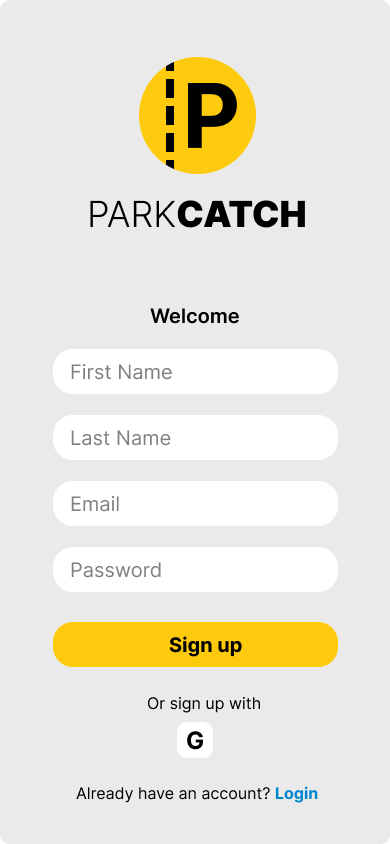 P
PARKCATCH
Welcome
First Name
Last Name
Email
Password
Sign up
Or sign up with
G
Already have an account? Login